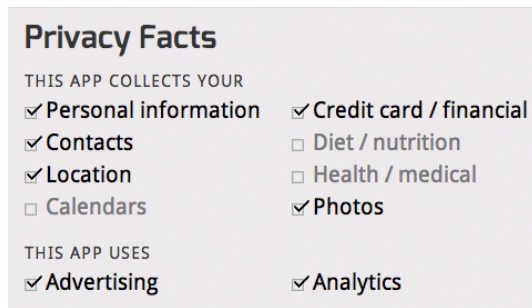 Privacy Facts
THIS APP COLLECTS YOUR
Personal information
Credit card / financial
Contacts
Diet / nutrition
Location
Health / medical
Calendars
Photos
THIS APP USES
Advertising
Analytics